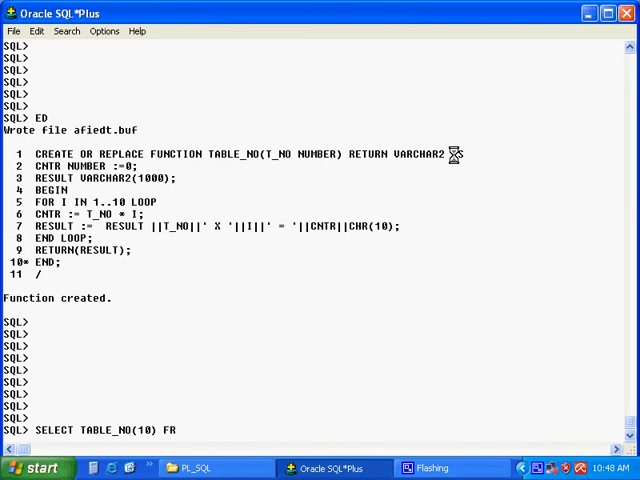 Oracle SQL*Plus
File Edit Search Options Help
SQL>
SQL>
SQL>
SQL>
SQL>
SQL>
SQL> ED
Wrote file afiedt.buf
1 CREATE OR REPLACE FUNCTION TABLE_NO(T_NO NUMBER) RETURN VARCHAR2 S
2 CNTR NUMBER :=0;
3 RESULT VARCHAR2(1000);
4 BEGIN
5 FOR I IN 1..10 LOOP
6 CNTR := T_NO * I;
7 RESULT := RESULT ||T_NO||' X '||I||' = '||CNTR||CHR(10);
8 END LOOP;
9 RETURN(RESULT);
10* END;
11 /
Function created.
SQL>
SQL>
SQL>
SQL>
SQL>
SQL>
SQL>
SQL>
SQL>
SQL> SELECT TABLE_NO(10) FR
start PL_SQL Oracle SQL*Plus Flashing 10:48 AM